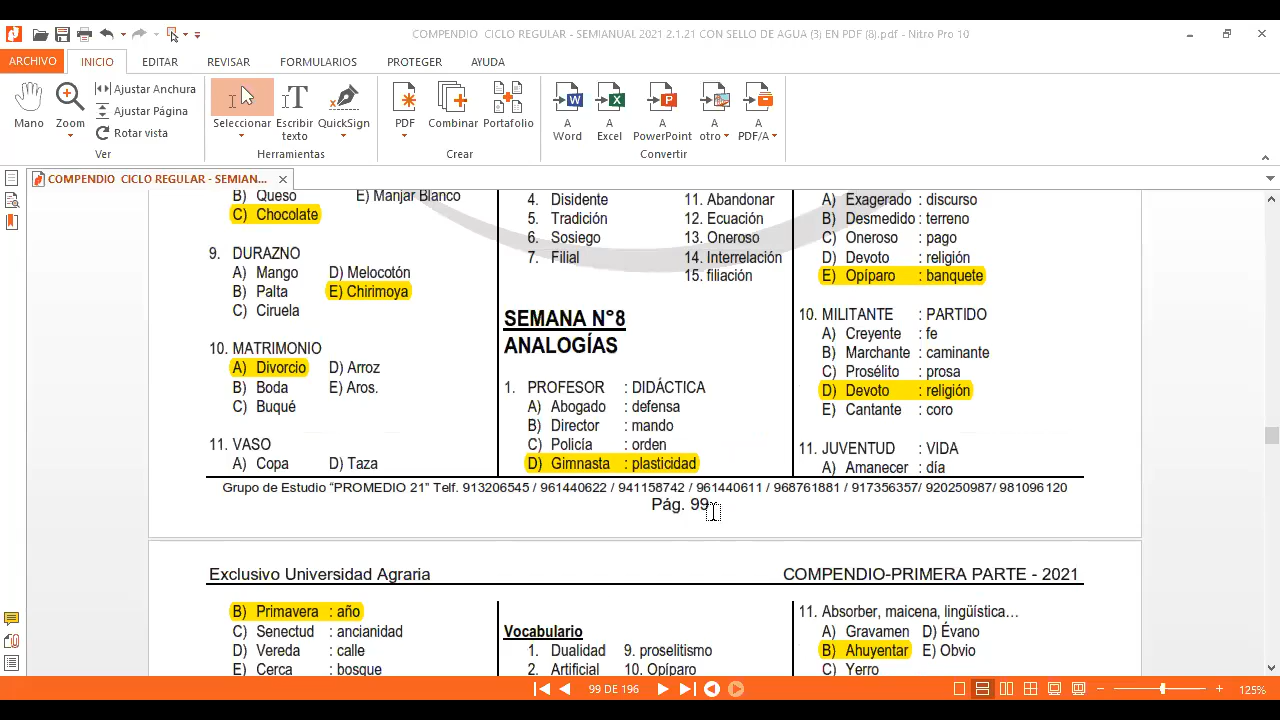 COMPENDIO  CICLO REGULAR - SEMIANUAL 2021 2.1.21 CON SELLO DE AGUA (3) EN PDF (8).pdf - Nitro Pro 10
ARCHIVO INICIO EDITAR REVISAR FORMULARIOS PROTEGER AYUDA
Mano
Zoom
Ajustar Anchura
Ajustar Página
Rotar vista
Ver
Seleccionar
Escribir
texto
QuickSign
Herramientas
PDF
Combinar
Portafolio
Crear
A
Word
A
Excel
A
PowerPoint
A
otro
A
PDF/A
Convertir
COMPENDIO  CICLO REGULAR - SEMIAN...
B) Queso E) Manjar Blanco
C) Chocolate
9. DURAZNO
A) Mango D) Melocotón
B) Palta E) Chirimoya
C) Ciruela
10. MATRIMONIO
A) Divorcio D) Arroz
B) Boda E) Aros.
C) Buqué
11. VASO
A) Copa D) Taza
4. Disidente 11. Abandonar
5. Tradición 12. Ecuación
6. Sosiego 13. Oneroso
7. Filial 14. Interrelación
15. filiación
SEMANA N°8
ANALOGÍAS
1. PROFESOR : DIDÁCTICA
A) Abogado : defensa
B) Director : mando
C) Policía : orden
D) Gimnasta : plasticidad
A) Exagerado : discurso
B) Desmedido : terreno
C) Oneroso : pago
D) Devoto : religión
E) Opíparo : banquete
10. MILITANTE : PARTIDO
A) Creyente : fe
B) Marchante : caminante
C) Prosélito : prosa
D) Devoto : religión
E) Cantante : coro
11. JUVENTUD : VIDA
A) Amanecer : día
Grupo de Estudio "PROMEDIO 21" Telf. 913206545 / 961440622 / 941158742 / 961440611 / 968761881 / 917356357/ 920250987/ 981096120
Pág. 99
Exclusivo Universidad Agraria COMPENDIO-PRIMERA PARTE - 2021
B) Primavera : año
C) Senectud : ancianidad
D) Vereda : calle
E) Cerca : bosque
Vocabulario
1. Dualidad 9. proselitismo
2. Artificial 10. Opíparo
11. Absorber, maicena, lingüística…
A) Gravamen D) Évano
B) Ahuyentar E) Obvio
C) Yerro
99 DE 196
125%